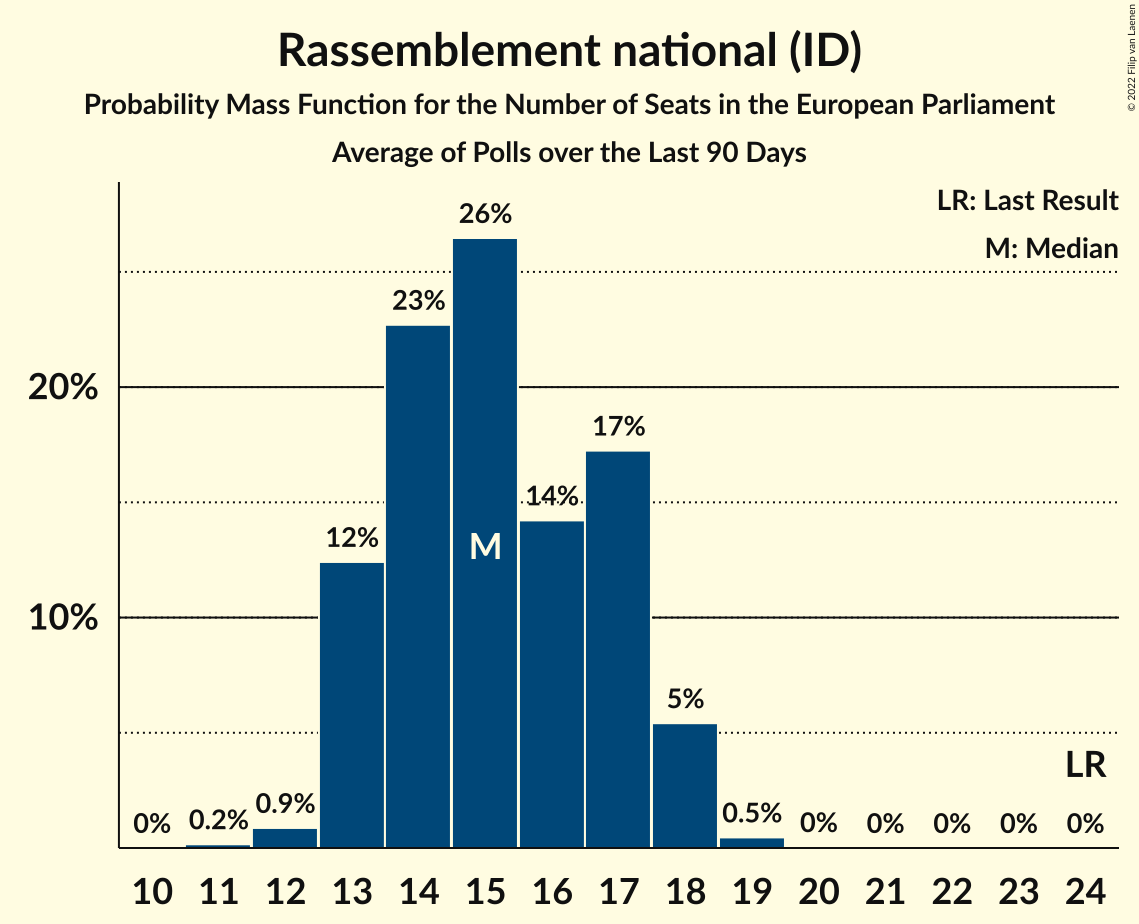 Rassemblement national (ID)
Probability Mass Function for the Number of Seats in the European Parliament
Average of Polls over the Last 90 Days
© 2022 Filip van Laenen
LR: Last Result
M: Median
26%
23%
20%
17%
14%
12%
M
10%
5%
LR
0% 0.2% 0.9% 0.5% 0% 0% 0% 0% 0%
10 11 12 13 14 15 16 17 18 19 20 21 22 23 24